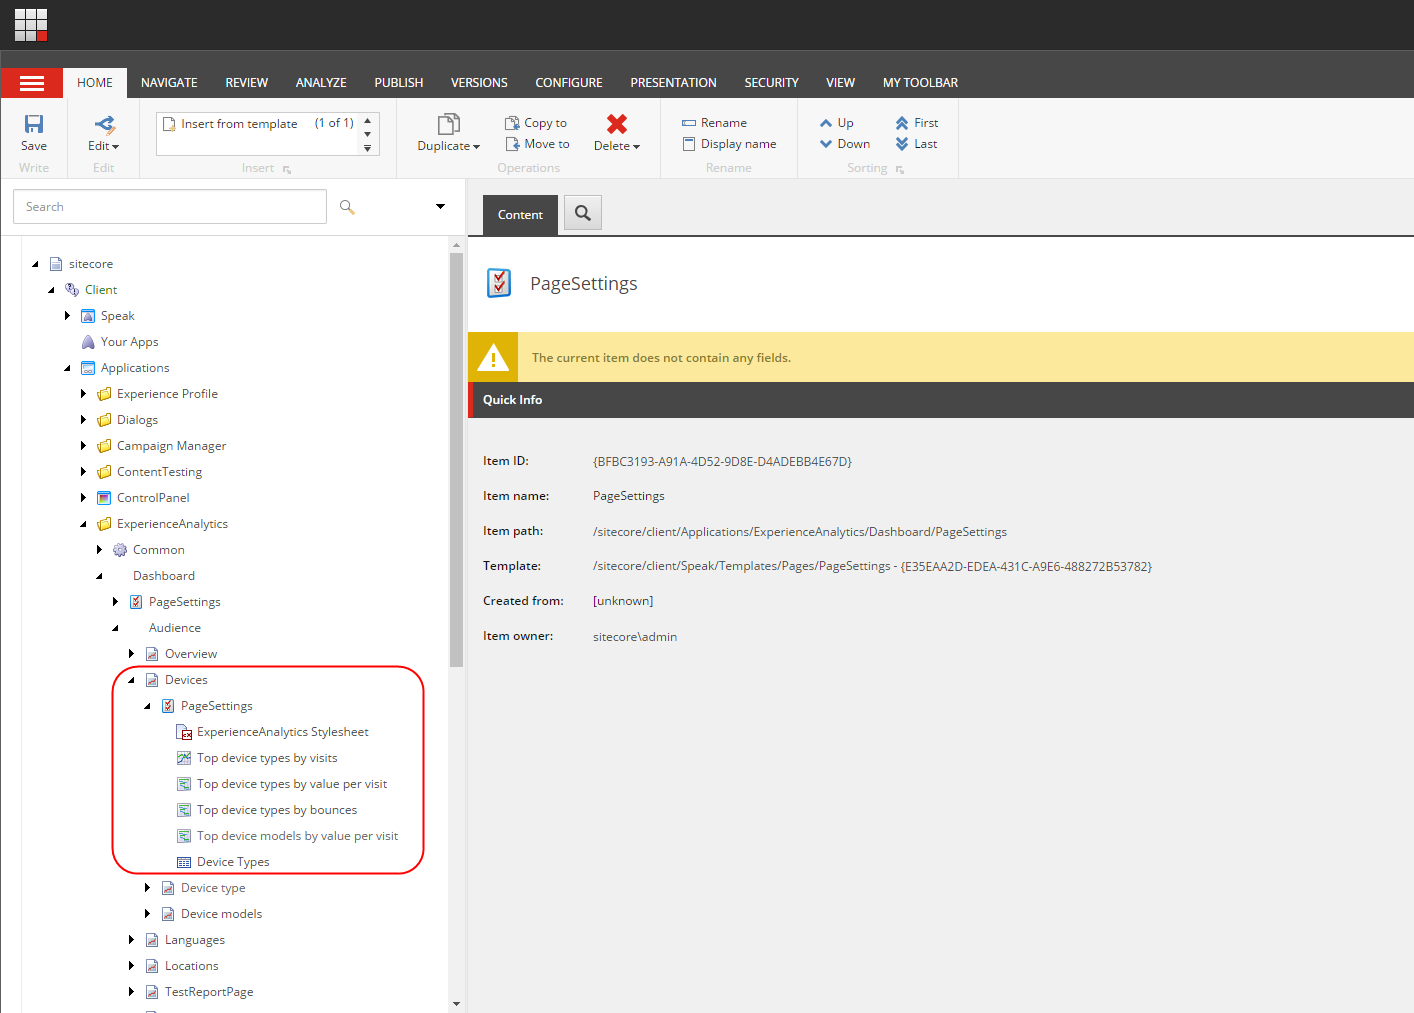 HOME NAVIGATE REVIEW ANALYZE PUBLISH VERSIONS CONFIGURE PRESENTATION SECURITY VIEW MY TOOLBAR
Save
Write
Edit
Edit
Insert from template (1 of 1)
Insert
Duplicate
Copy to
Move to
Delete
Operations
Rename
Display name
Rename
Up
Down
First
Last
Sorting
Search
sitecore
Client
Speak
Your Apps
Applications
Experience Profile
Dialogs
Campaign Manager
ContentTesting
ControlPanel
ExperienceAnalytics
Common
Dashboard
PageSettings
Audience
Overview
Devices
PageSettings
ExperienceAnalytics Stylesheet
Top device types by visits
Top device types by value per visit
Top device types by bounces
Top device models by value per visit
Device Types
Device type
Device models
Languages
Locations
TestReportPage
Content
PageSettings
The current item does not contain any fields.
Quick Info
Item ID: {BFBC3193-A91A-4D52-9D8E-D4ADEBB4E67D}
Item name: PageSettings
Item path: /sitecore/client/Applications/ExperienceAnalytics/Dashboard/PageSettings
Template: /sitecore/client/Speak/Templates/Pages/PageSettings - {E35EAA2D-EDEA-431C-A9E6-488272B53782}
Created from: [unknown]
Item owner: sitecore\admin